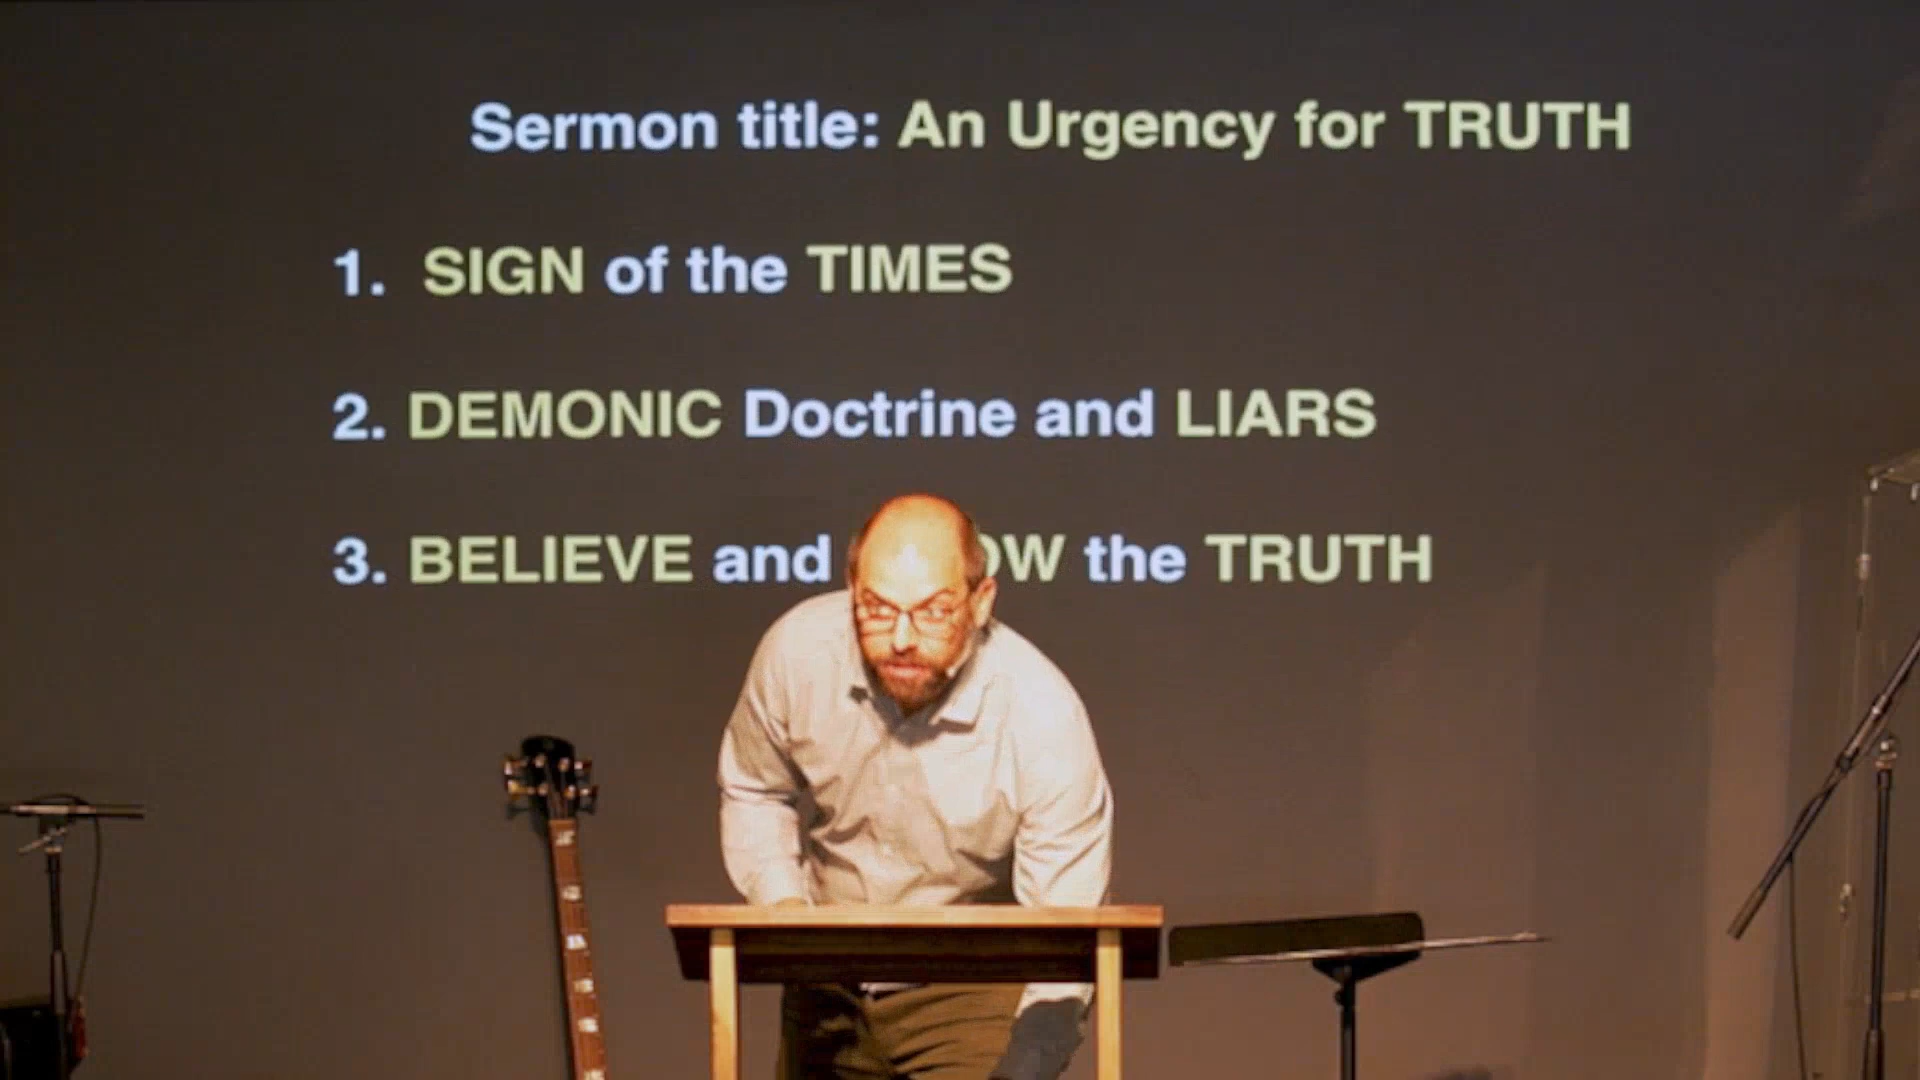 Sermon title: An Urgency for TRUTH
1. SIGN of the TIMES
2. DEMONIC Doctrine and LIARS
3. BELIEVE and the TRUTH